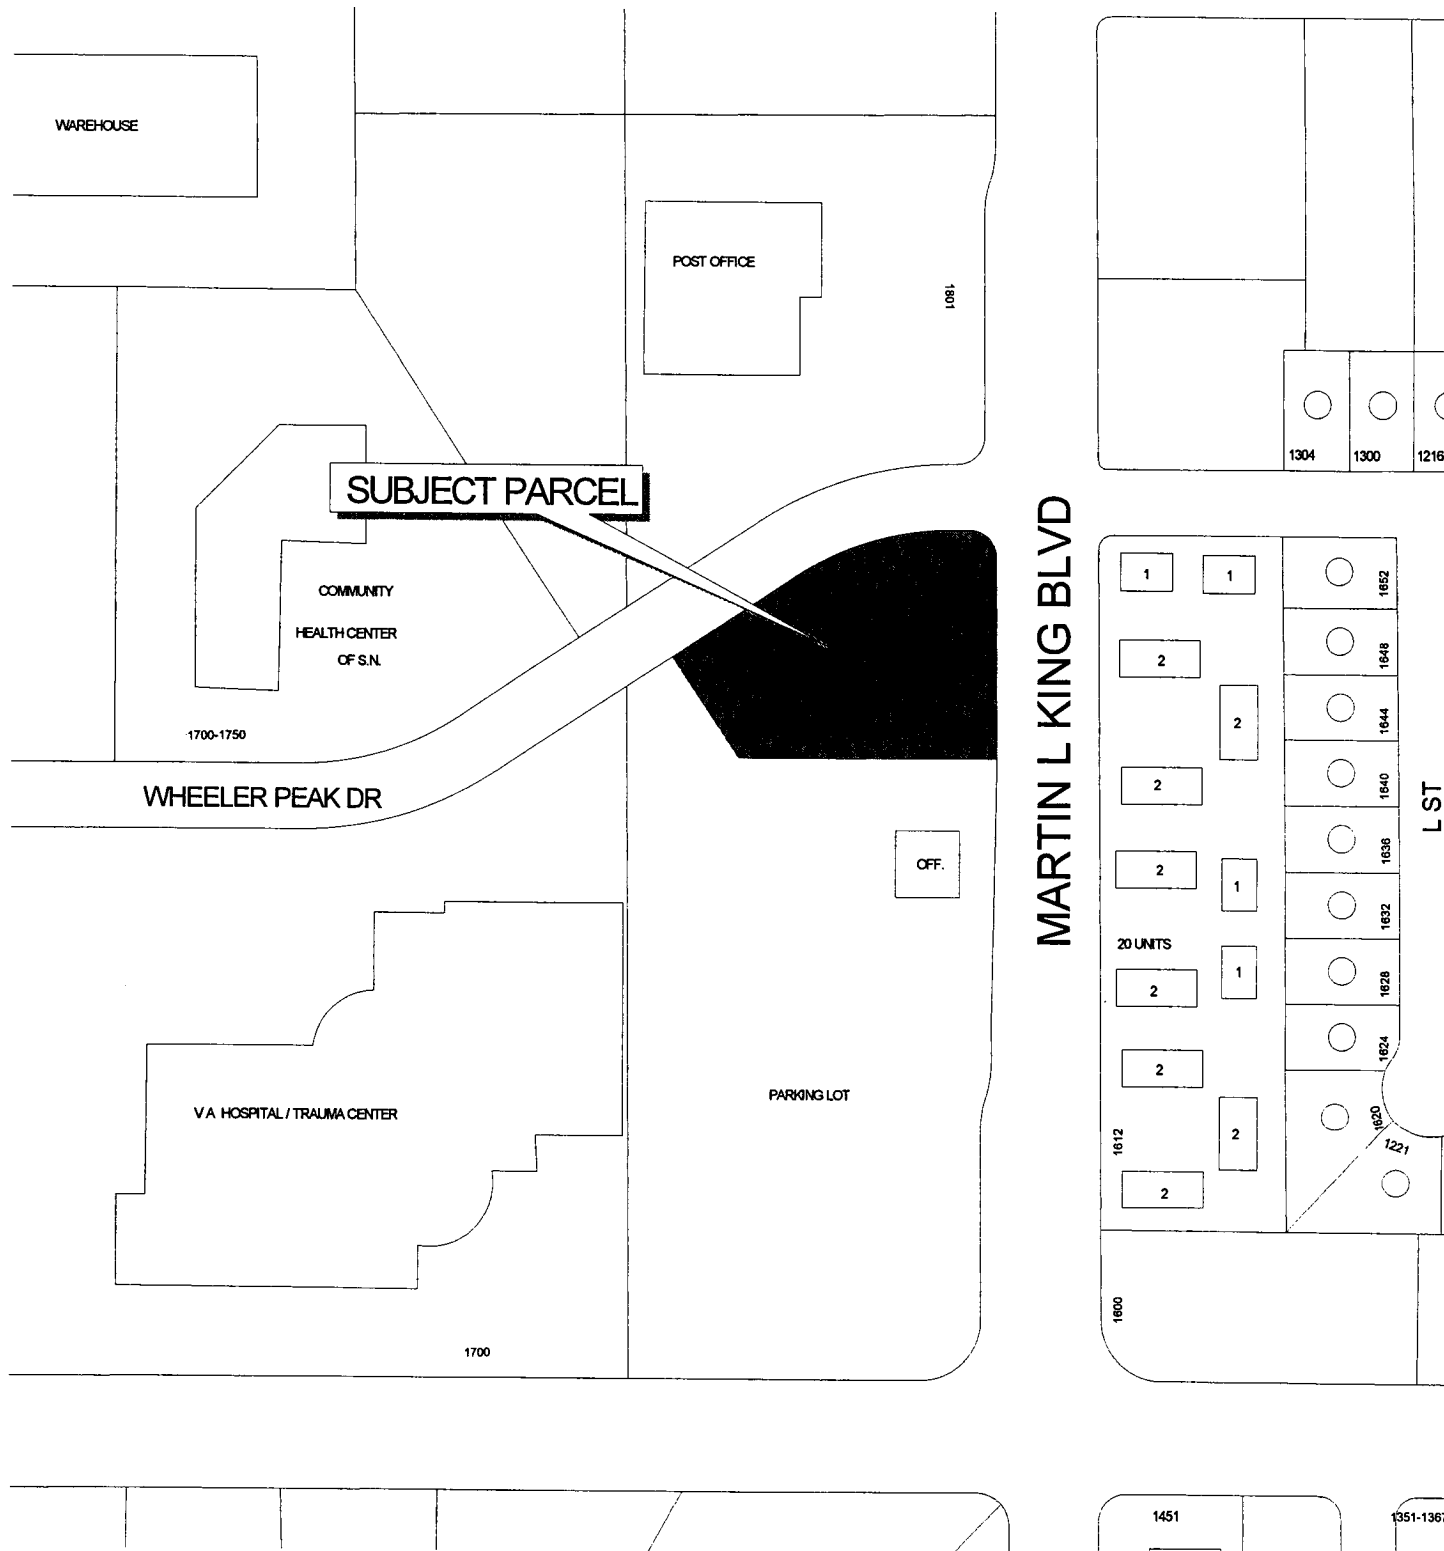 WAREHOUSE
POST OFFICE
1801
1304
1300
1216
SUBJECT PARCEL
COMMUNITY
HEALTH CENTER
OF S.N.
1700-1750
WHEELER PEAK DR
MARTIN L KING BLVD
1
1
2
2
2
2
1
20 UNITS
1
2
2
2
2
1612
1600
1652
1648
1644
1640
1636
1632
1628
1624
1620
1221
L ST
OFF.
PARKING LOT
V A HOSPITAL / TRAUMA CENTER
1700
1451
1351-1367